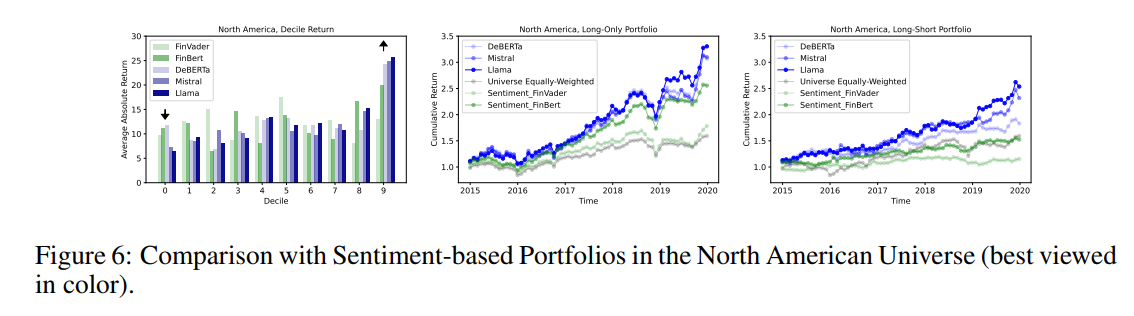 North America, Decile Return
30
25
20
15
10
5
0
Average Absolute Return
FinVader
FinBert
DeBERTa
Mistral
Llama
0 1 2 3 4 5 6 7 8 9
Decile
North America, Long-Only Portfolio
3.5
3.0
2.5
2.0
1.5
1.0
Cumulative Return
DeBERTa
Mistral
Llama
Universe Equally-Weighted
Sentiment_FinVader
Sentiment_FinBert
2015 2016 2017 2018 2019 2020
Time
North America, Long-Short Portfolio
3.5
3.0
2.5
2.0
1.5
1.0
Cumulative Return
DeBERTa
Mistral
Llama
Universe Equally-Weighted
Sentiment_FinVader
Sentiment_FinBert
2015 2016 2017 2018 2019 2020
Time
Figure 6: Comparison with Sentiment-based Portfolios in the North American Universe (best viewed
in color).